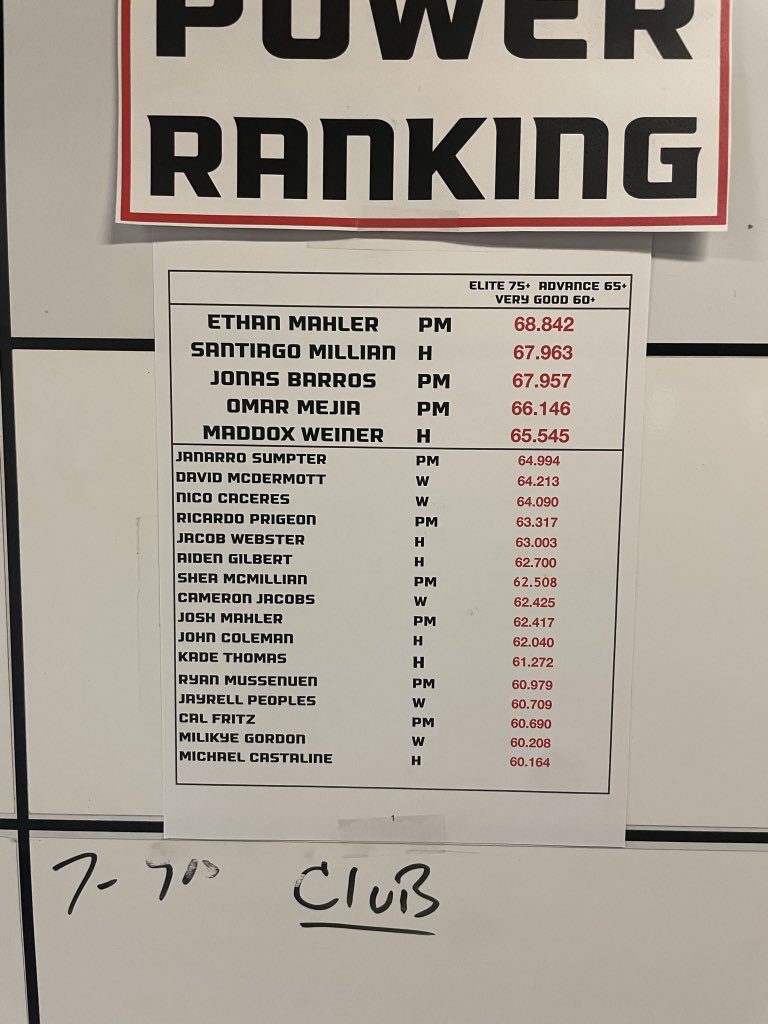 POWER
RANKING
ELITE 75+ ADVANCE 65+
VERY GOOD 60+
ETHAN MAHLER PM 68.842
SANTIAGO MILLIAN H 67.963
JONAS BARROS PM 67.957
OMAR MEJIA PM 66.146
MADDOX WEINER H 65.545
JANARRO SUMPTER PM 64.994
DAVID MCDERMOTT W 64.213
NICO CACERES W 64.090
RICARDO PRIGEON PM 63.317
JACOB WEBSTER H 63.003
AIDEN GILBERT H 62.700
SHEA MCMILLIAN PM 62.508
CAMERON JACOBS W 62.425
JOSH MAHLER PM 62.417
JOHN COLEMAN H 62.040
KADE THOMAS H 61.272
RYAN MUSSENUEN PM 60.979
JAYRELL PEOPLES W 60.709
CAL FRITZ PM 60.690
MILIKYE GORDON W 60.208
MICHAEL CASTALINE H 60.164
1
CLUB